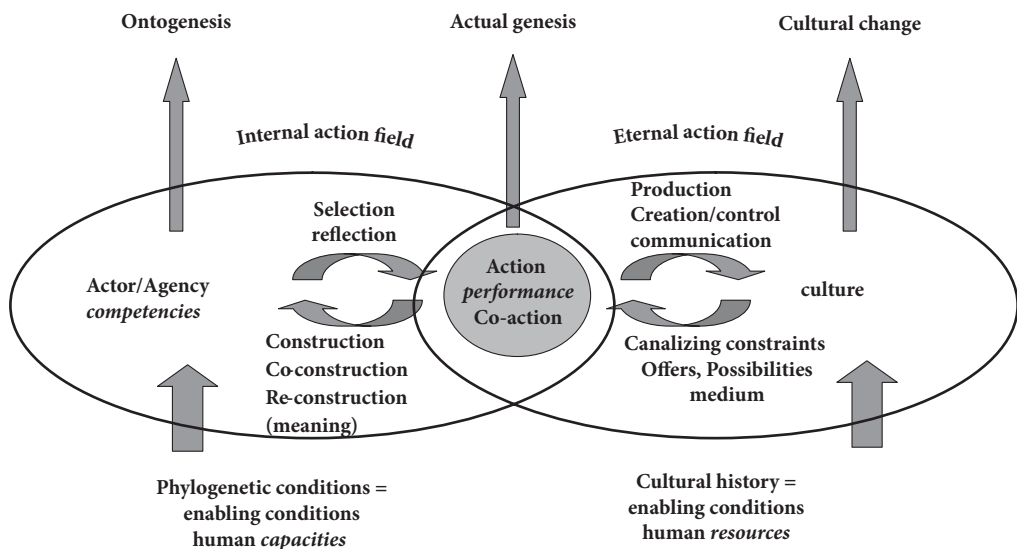 Ontogenesis
Actual genesis
Cultural change
Internal action field
Eternal action field
Selection
reflection
Production
Creation/control
communication
Actor/Agency
competencies
Action
performance
Co-action
culture
Construction
Co-construction
Re-construction
(meaning)
Canalizing constraints
Offers, Possibilities
medium
Phylogenetic conditions =
enabling conditions
human capacities
Cultural history =
enabling conditions
human resources